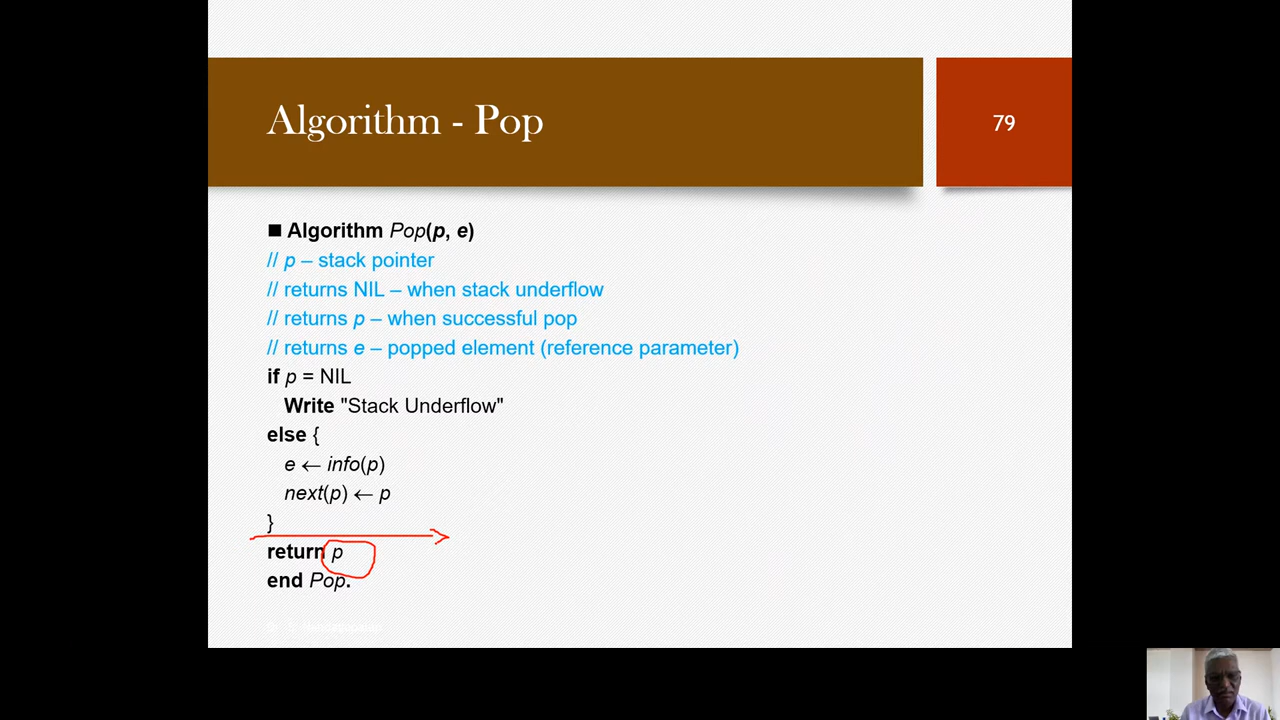 Algorithm - Pop
79
■ Algorithm Pop(p, e)
// p – stack pointer
// returns NIL – when stack underflow
// returns p – when successful pop
// returns e – popped element (reference parameter)
if p = NIL
Write "Stack Underflow"
else {
e ← info(p)
next(p) ← p
}
return p
end Pop.